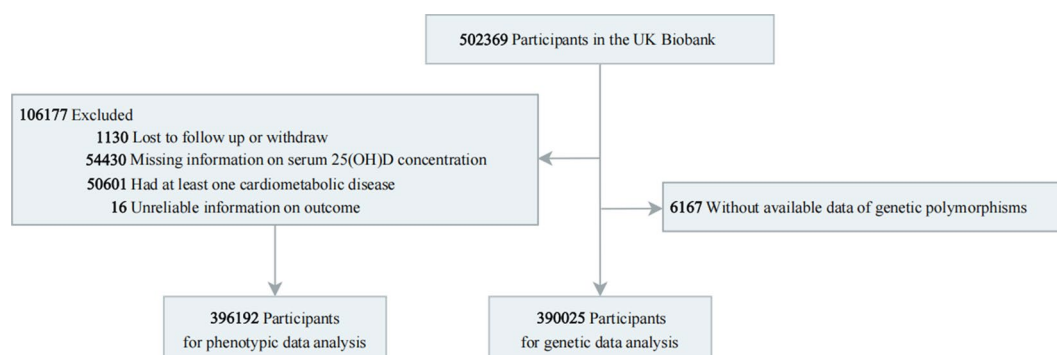 502369 Participants in the UK Biobank
106177 Excluded
1130 Lost to follow up or withdraw
54430 Missing information on serum 25(OH)D concentration
50601 Had at least one cardiometabolic disease
16 Unreliable information on outcome
6167 Without available data of genetic polymorphisms
396192 Participants
for phenotypic data analysis
390025 Participants
for genetic data analysis